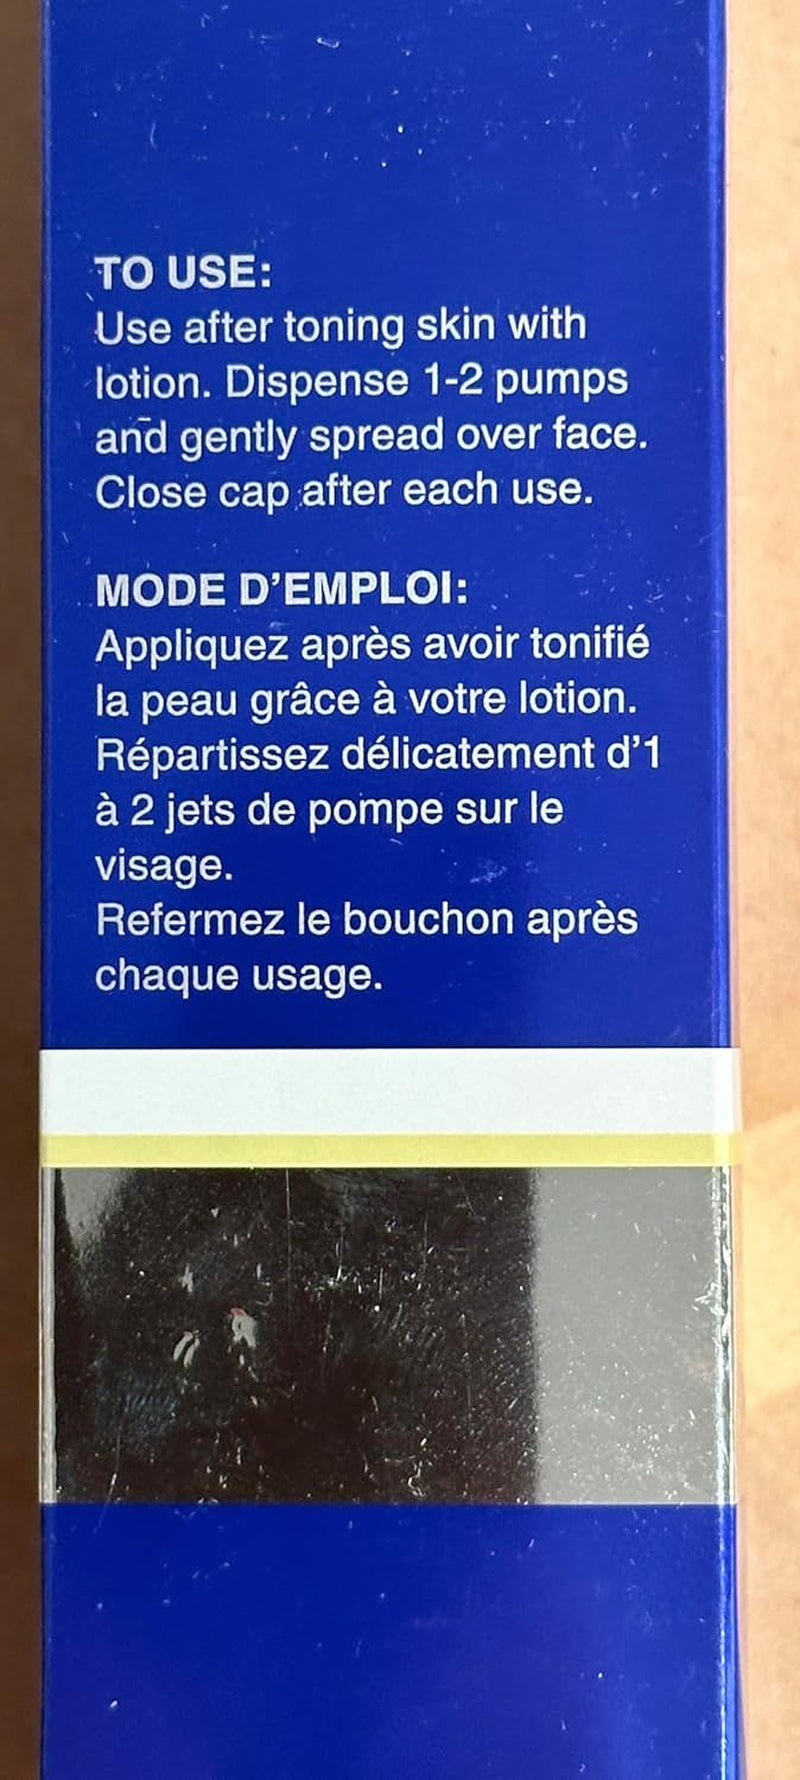 TO USE:
Use after toning skin with
lotion. Dispense 1-2 pumps
and gently spread over face.
Close cap after each use.
MODE D’EMPLOI:
Appliquez après avoir tonifié
la peau grâce à votre lotion.
Répartissez délicatement d’1
à 2 jets de pompe sur le
visage.
Refermez le bouchon après
chaque usage.